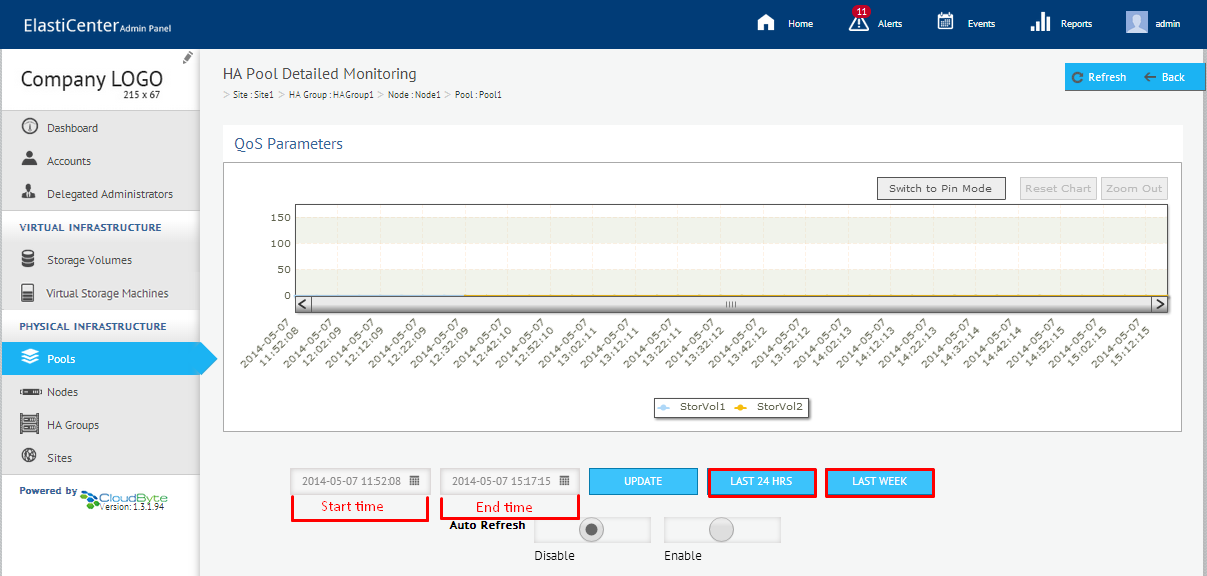 ElastiCenter Admin Panel
Home
11
Alerts
Events
Reports
admin
Company LOGO
215 x 67
Dashboard
Accounts
Delegated Administrators
VIRTUAL INFRASTRUCTURE
Storage Volumes
Virtual Storage Machines
PHYSICAL INFRASTRUCTURE
Pools
Nodes
HA Groups
Sites
Powered by CloudByte
Version: 1.3.1.94
HA Pool Detailed Monitoring
> Site : Site1 > HA Group : HAGroup1 > Node : Node1 > Pool : Pool1
Refresh
Back
QoS Parameters
Switch to Pin Mode
Reset Chart
Zoom Out
150
100
50
0
2014-05-07 11:52:08
2014-05-07 12:02:09
2014-05-07 12:12:09
2014-05-07 12:22:09
2014-05-07 12:32:09
2014-05-07 12:42:10
2014-05-07 12:52:10
2014-05-07 13:02:11
2014-05-07 13:12:11
2014-05-07 13:22:11
2014-05-07 13:32:12
2014-05-07 13:42:12
2014-05-07 13:52:12
2014-05-07 14:02:13
2014-05-07 14:12:13
2014-05-07 14:22:13
2014-05-07 14:32:14
2014-05-07 14:42:14
2014-05-07 14:52:15
2014-05-07 15:02:15
2014-05-07 15:12:15
StorVol1
StorVol2
2014-05-07 11:52:08
2014-05-07 15:17:15
UPDATE
LAST 24 HRS
LAST WEEK
Start time
End time
Auto Refresh
Disable
Enable